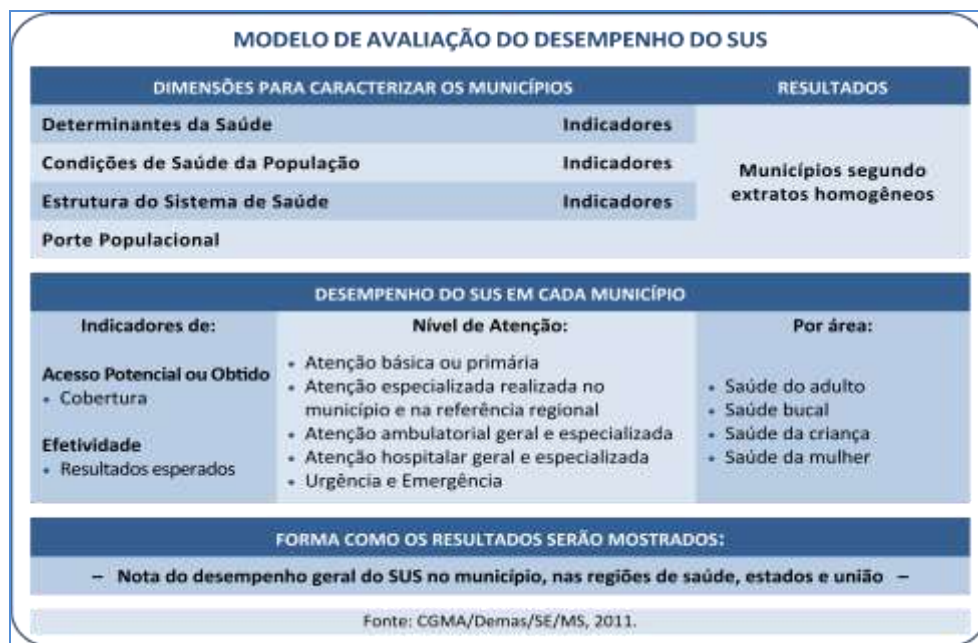 MODELO DE AVALIAÇÃO DO DESEMPENHO DO SUS
DIMENSÕES PARA CARACTERIZAR OS MUNICÍPIOS
RESULTADOS
Determinantes da Saúde Indicadores
Condições de Saúde da População Indicadores
Estrutura do Sistema de Saúde Indicadores
Porte Populacional
Municípios segundo
extratos homogêneos
DESEMPENHO DO SUS EM CADA MUNICÍPIO
Indicadores de:
Acesso Potencial ou Obtido
• Cobertura
Efetividade
• Resultados esperados
Nível de Atenção:
• Atenção básica ou primária
• Atenção especializada realizada no
município e na referência regional
• Atenção ambulatorial geral e especializada
• Atenção hospitalar geral e especializada
• Urgência e Emergência
Por área:
• Saúde do adulto
• Saúde bucal
• Saúde da criança
• Saúde da mulher
FORMA COMO OS RESULTADOS SERÃO MOSTRADOS:
– Nota do desempenho geral do SUS no município, nas regiões de saúde, estados e união –
Fonte: CGMA/Demas/SE/MS, 2011.